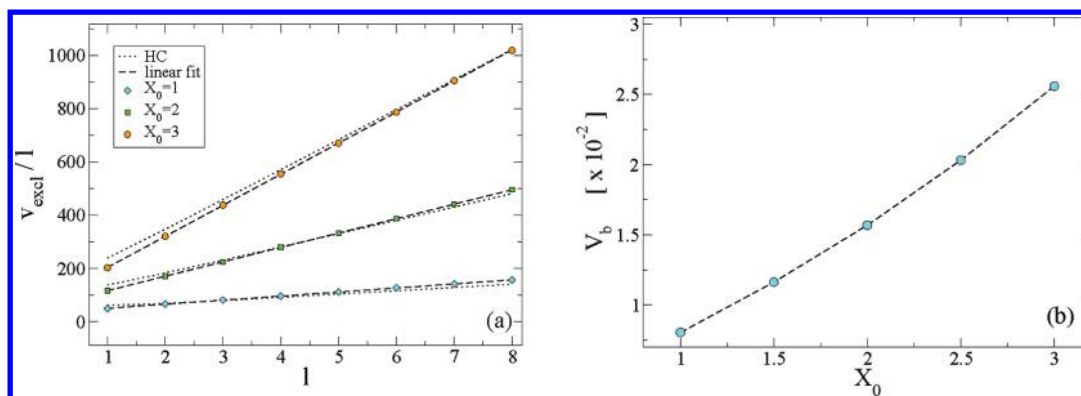 1000
800
600
400
200
0
v_excl / l
HC
linear fit
X_0=1
X_0=2
X_0=3
(a)
1 2 3 4 5 6 7 8
l
3
2.5
2
1.5
1
V_b [ x 10^-2 ]
(b)
1 1.5 2 2.5 3
X_0